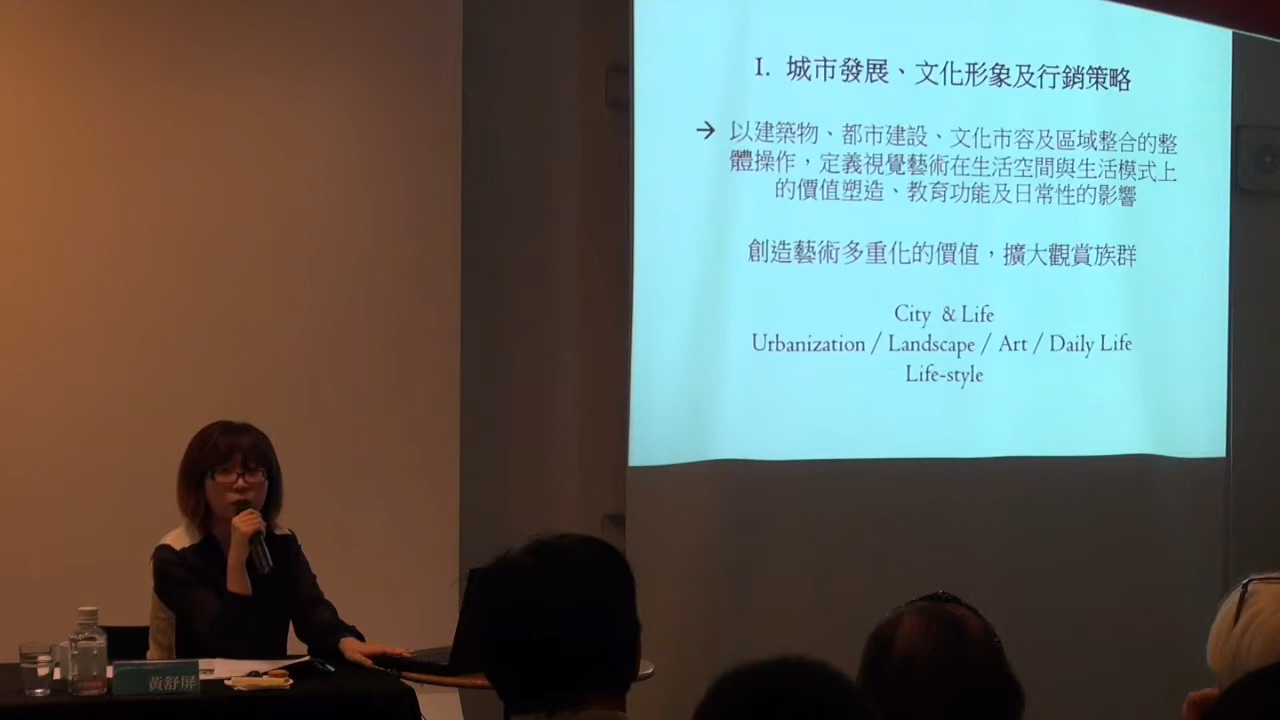 I. 城市發展、文化形象及行銷策略
→ 以建築物、都市建設、文化市容及區域整合的整
體操作，定義視覺藝術在生活空間與生活模式上
的價值塑造、教育功能及日常性的影響
創造藝術多重化的價值，擴大觀賞族群
City & Life
Urbanization / Landscape / Art / Daily Life
Life-style
黃舒屏